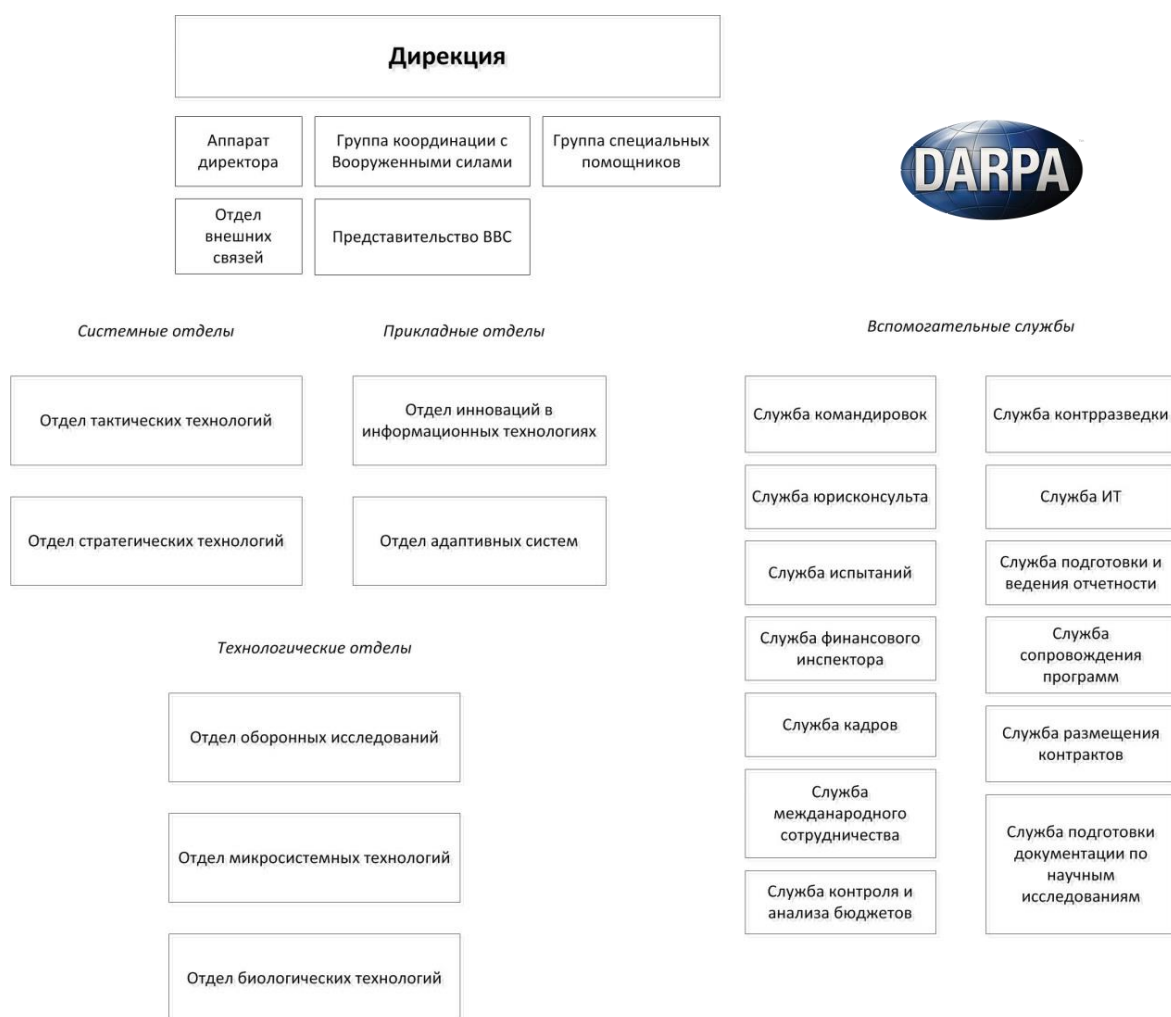 Дирекция
Аппарат
директора
Группа координации с
Вооруженными силами
Группа специальных
помощников
DARPA
Отдел
внешних
связей
Представительство ВВС
Системные отделы
Прикладные отделы
Вспомогательные службы
Отдел тактических технологий
Отдел инноваций в
информационных технологиях
Отдел стратегических технологий
Отдел адаптивных систем
Технологические отделы
Отдел оборонных исследований
Отдел микросистемных технологий
Отдел биологических технологий
Служба командировок
Служба контрразведки
Служба юрисконсульта
Служба ИТ
Служба испытаний
Служба подготовки и
ведения отчетности
Служба финансового
инспектора
Служба
сопровождения
программ
Служба кадров
Служба размещения
контрактов
Служба
межданародного
сотрудничества
Служба подготовки
документации по
научным
исследованиям
Служба контроля и
анализа бюджетов